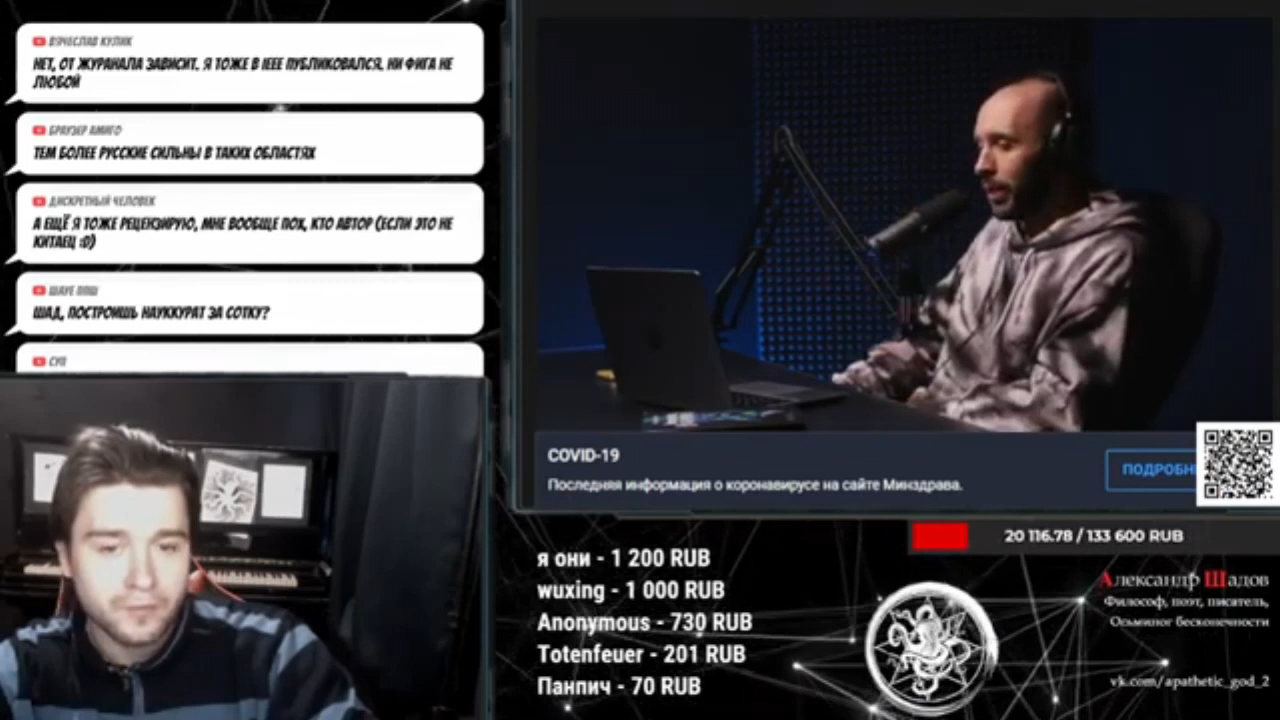 ВЯЧЕСЛАВ КУЛИК
НЕТ, ОТ ЖУРАНАЛА ЗАВИСИТ. Я ТОЖЕ В IEEE ПУБЛИКОВАЛСЯ. НИ ФИГА НЕ
ЛЮБОЙ
БРАУЗЕР АМИГО
ТЕМ БОЛЕЕ РУССКИЕ СИЛЬНЫ В ТАКИХ ОБЛАСТЯХ
ДИСКРЕТНЫЙ ЧЕЛОВЕК
А ЕЩЁ Я ТОЖЕ РЕЦЕНЗИРУЮ, МНЕ ВООБЩЕ ПОХ, КТО АВТОР (ЕСЛИ ЭТО НЕ
КИТАЕЦ :D)
ШАУЕ ППШ
ШАД, ПОСТРОИШЬ НАУККУРАТ ЗА СОТКУ?
СУП
COVID-19
Последняя информация о коронавирусе на сайте Минздрава.
ПОДРОБН
20 116.78 / 133 600 RUB
я они - 1 200 RUB
wuxing - 1 000 RUB
Anonymous - 730 RUB
Totenfeuer - 201 RUB
Панпич - 70 RUB
Александр Шадов
Философ, поэт, писатель,
Осьминог бесконечности
vk.com/apathetic_god_2